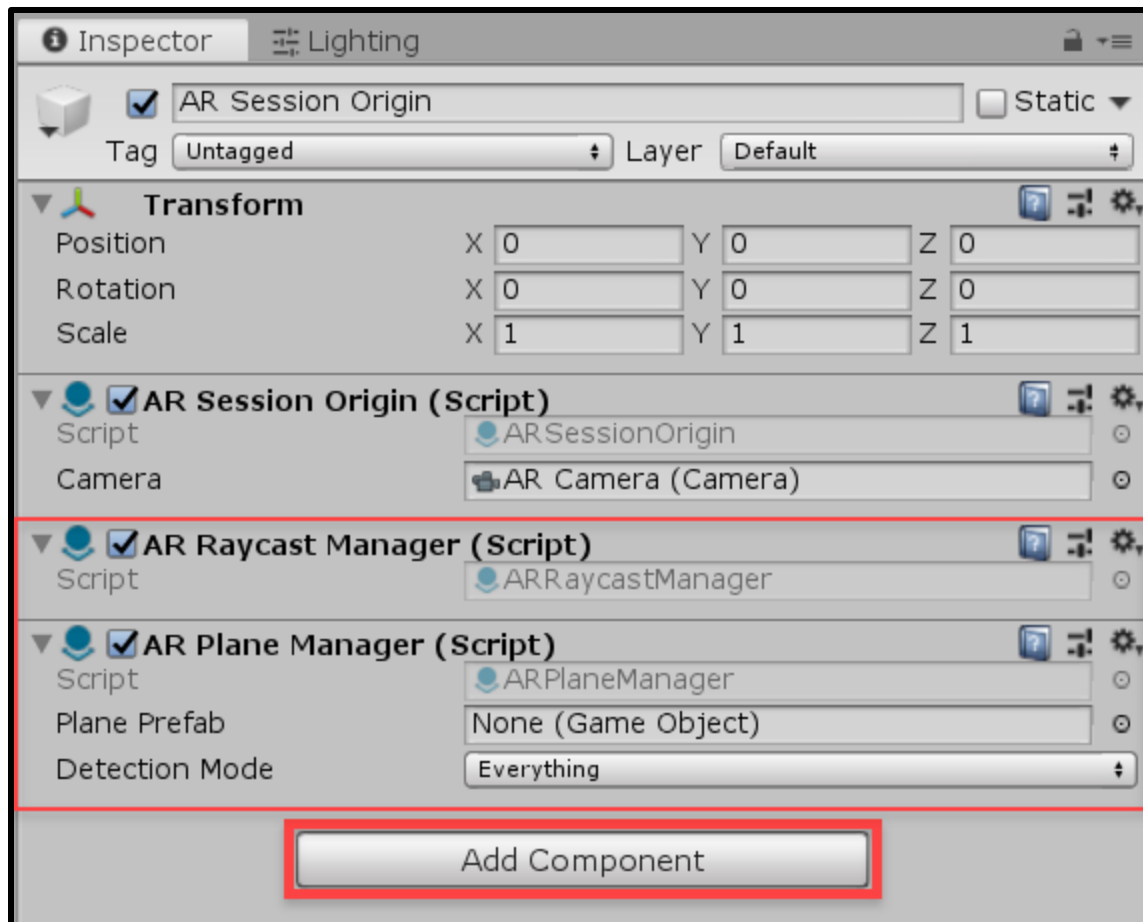 Inspector Lighting
AR Session Origin Static
Tag Untagged Layer Default
Transform
Position X 0 Y 0 Z 0
Rotation X 0 Y 0 Z 0
Scale X 1 Y 1 Z 1
AR Session Origin (Script)
Script ARSessionOrigin
Camera AR Camera (Camera)
AR Raycast Manager (Script)
Script ARRaycastManager
AR Plane Manager (Script)
Script ARPlaneManager
Plane Prefab None (Game Object)
Detection Mode Everything
Add Component